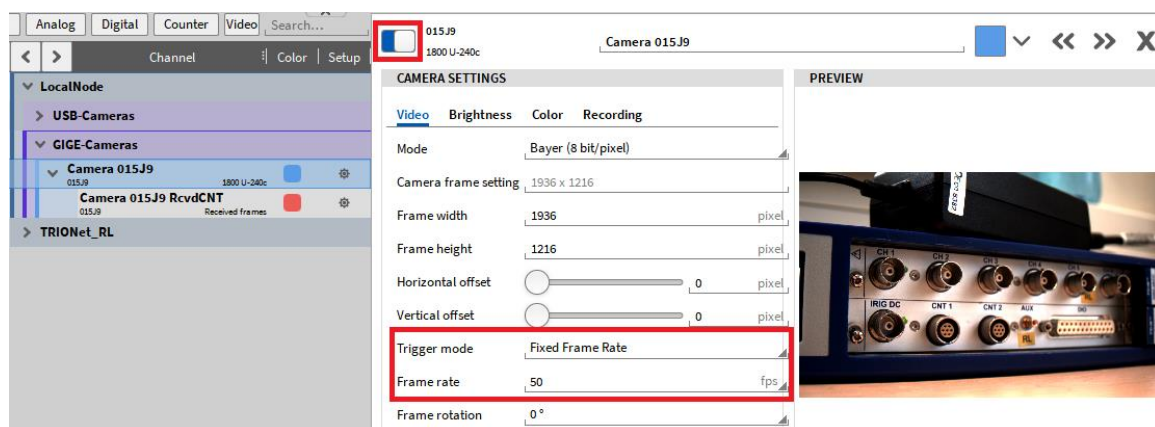 Analog Digital Counter Video Search...
Channel Color Setup
LocalNode
USB-Cameras
GIGE-Cameras
Camera 015J9
015J9 1800 U-240c
Camera 015J9 RcvdCNT
015J9 Received frames
TRIONet_RL
015J9
1800 U-240c
Camera 015J9
CAMERA SETTINGS
Video Brightness Color Recording
Mode Bayer (8 bit/pixel)
Camera frame setting 1936 x 1216
Frame width 1936 pixel
Frame height 1216 pixel
Horizontal offset 0 pixel
Vertical offset 0 pixel
Trigger mode Fixed Frame Rate
Frame rate 50 fps
Frame rotation 0°
PREVIEW
CH 1 CH 2 CH 3 CH 4
IRIG DC CNT 1 CNT 2 AUX
RL
RL